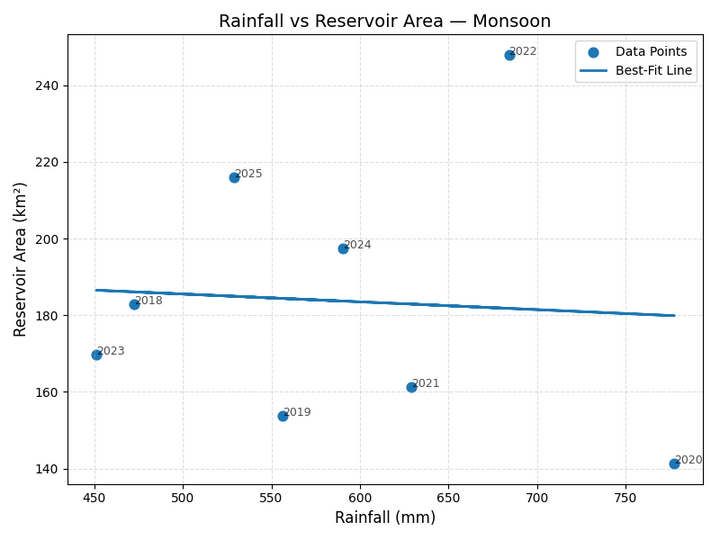 Rainfall vs Reservoir Area — Monsoon
Data Points
Best-Fit Line
Reservoir Area (km²)
240
220
200
180
160
140
2022
2025
2024
2018
2023
2021
2019
2020
450 500 550 600 650 700 750
Rainfall (mm)